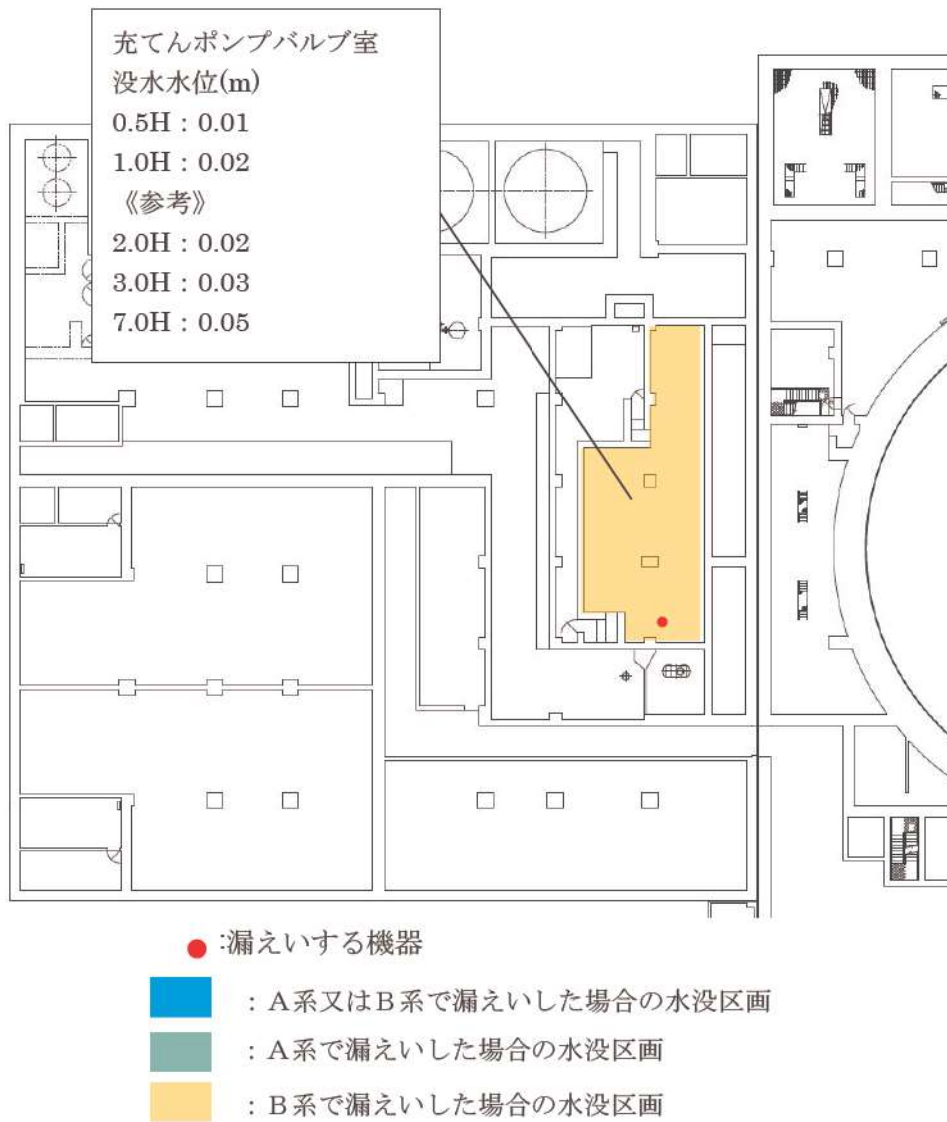 充てんポンプバルブ室
没水水位(m)
0.5H：0.01
1.0H：0.02
《参考》
2.0H：0.02
3.0H：0.03
7.0H：0.05
:漏えいする機器
：Ａ系又はＢ系で漏えいした場合の水没区画
：Ａ系で漏えいした場合の水没区画
：Ｂ系で漏えいした場合の水没区画